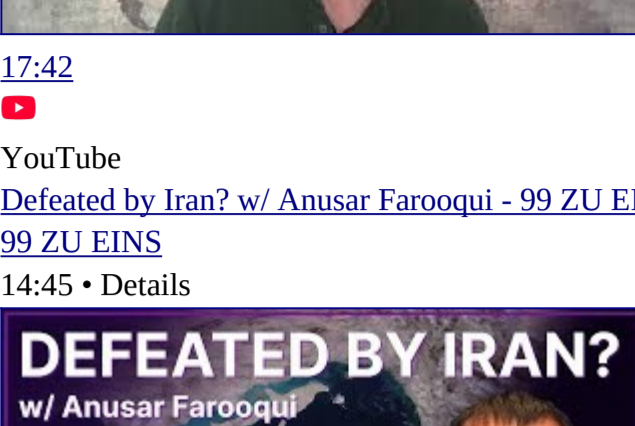 17:42
YouTube
Defeated by Iran? w/ Anusar Farooqui - 99 ZU
99 ZU EINS
14:45 • Details
DEFEATED BY IRAN?
w/ Anusar Farooqui